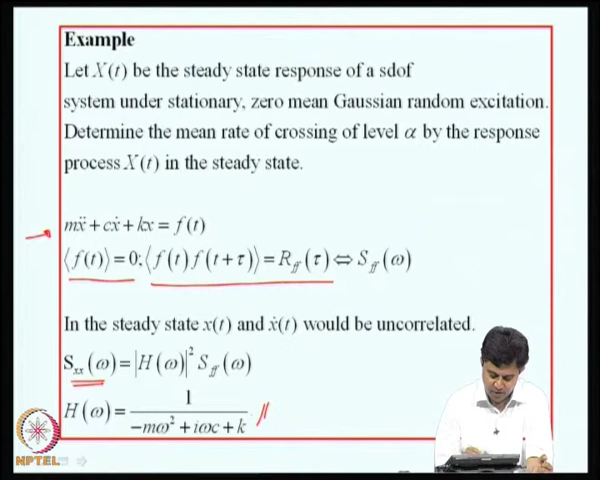 Example
Let X(t) be the steady state response of a sdof
system under stationary, zero mean Gaussian random excitation.
Determine the mean rate of crossing of level α by the response
process X(t) in the steady state.
mẍ + cẋ + kx = f(t)
⟨f(t)⟩ = 0; ⟨f(t) f(t + τ)⟩ = R_ff(τ) ⇔ S_ff(ω)
In the steady state x(t) and ẋ(t) would be uncorrelated.
S_xx(ω) = |H(ω)|² S_ff(ω)
H(ω) = 1 / (-mω² + iωc + k)
NPTEL